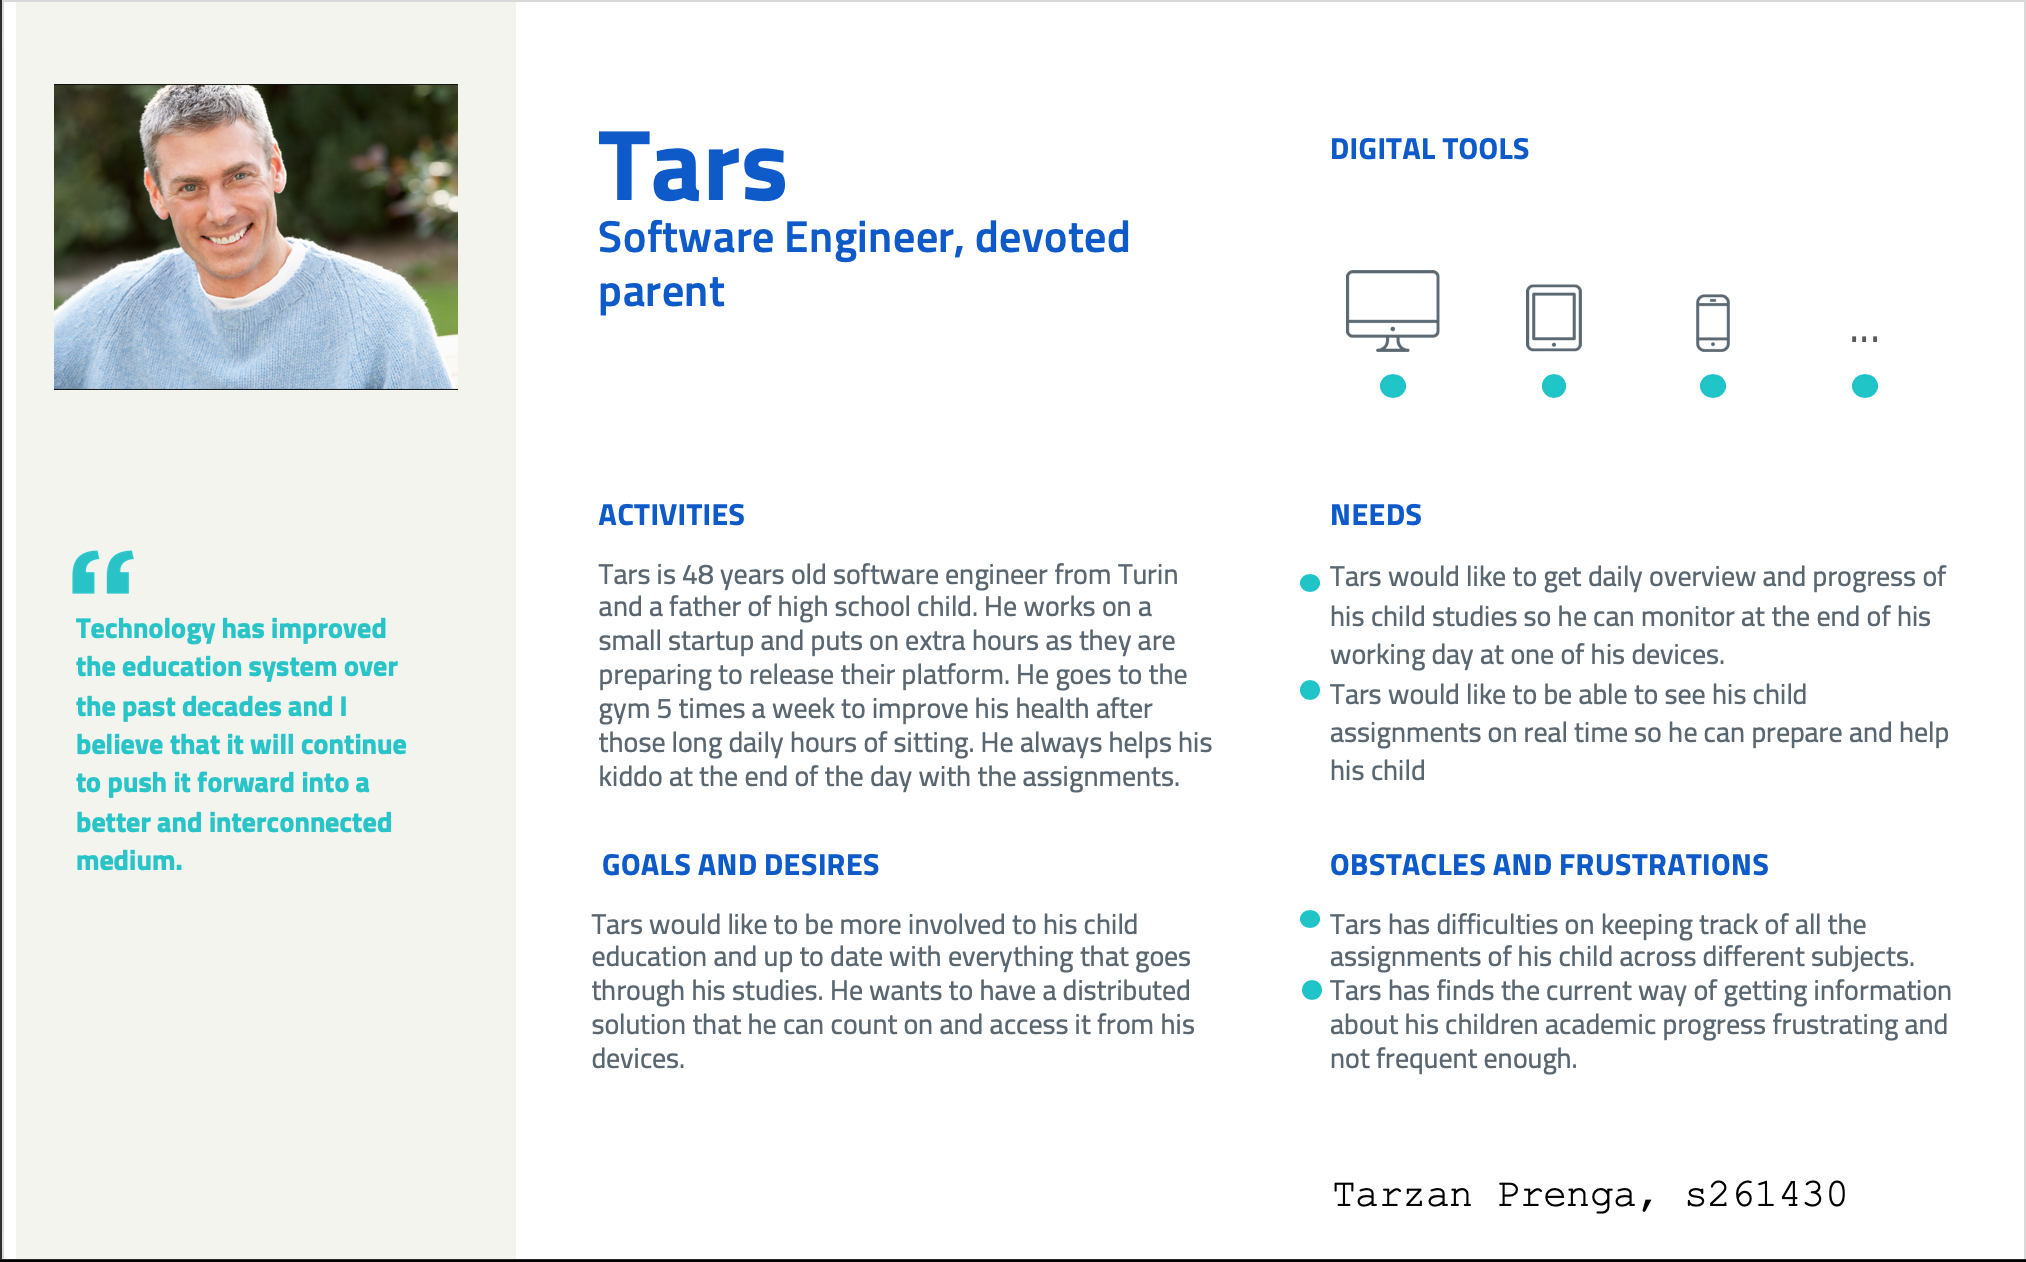 Tars
Software Engineer, devoted
parent
DIGITAL TOOLS
...
“
Technology has improved
the education system over
the past decades and I
believe that it will continue
to push it forward into a
better and interconnected
medium.
ACTIVITIES
Tars is 48 years old software engineer from Turin
and a father of high school child. He works on a
small startup and puts on extra hours as they are
preparing to release their platform. He goes to the
gym 5 times a week to improve his health after
those long daily hours of sitting. He always helps his
kiddo at the end of the day with the assignments.
NEEDS
Tars would like to get daily overview and progress of
his child studies so he can monitor at the end of his
working day at one of his devices.
Tars would like to be able to see his child
assignments on real time so he can prepare and help
his child
GOALS AND DESIRES
Tars would like to be more involved to his child
education and up to date with everything that goes
through his studies. He wants to have a distributed
solution that he can count on and access it from his
devices.
OBSTACLES AND FRUSTRATIONS
Tars has difficulties on keeping track of all the
assignments of his child across different subjects.
Tars has finds the current way of getting information
about his children academic progress frustrating and
not frequent enough.
Tarzan Prenga, s261430